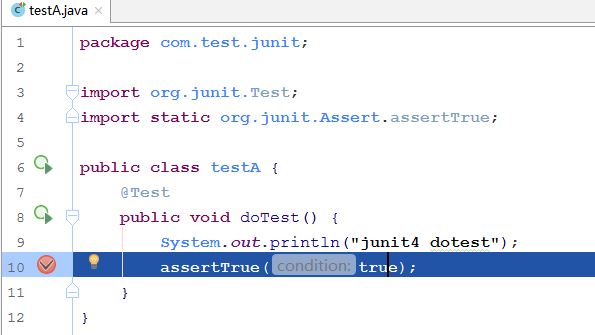 testA.java
1 package com.test.junit;
2
3 import org.junit.Test;
4 import static org.junit.Assert.assertTrue;
5
6 public class testA {
7 @Test
8 public void doTest() {
9 System.out.println("junit4 dotest");
10 assertTrue( condition: true);
11 }
12 }